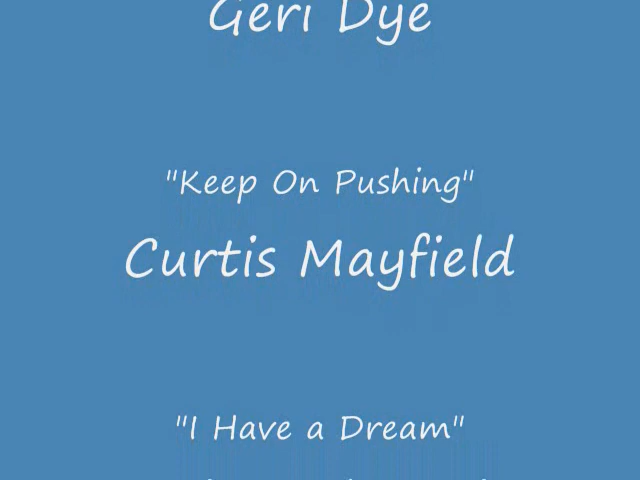 Geri Dye
"Keep On Pushing"
Curtis Mayfield
"I Have a Dream"